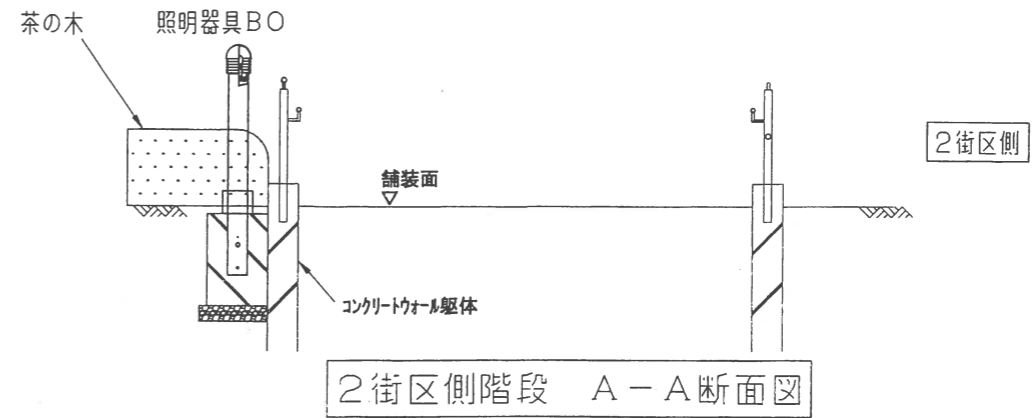 茶の木
照明器具BO
2街区側
舗装面
コンクリートウォール躯体
2街区側階段 A-A断面図